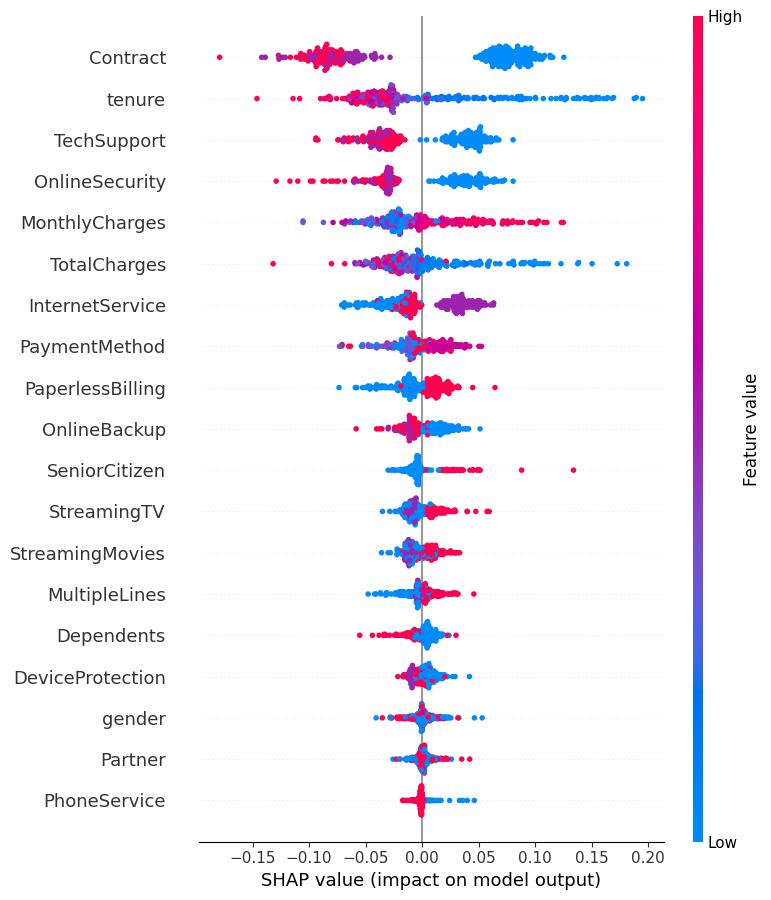 High
Contract
tenure
TechSupport
OnlineSecurity
MonthlyCharges
TotalCharges
InternetService
PaymentMethod
PaperlessBilling
OnlineBackup
SeniorCitizen
StreamingTV
StreamingMovies
MultipleLines
Dependents
DeviceProtection
gender
Partner
PhoneService
Feature value
Low
−0.15 −0.10 −0.05 0.00 0.05 0.10 0.15 0.20
SHAP value (impact on model output)